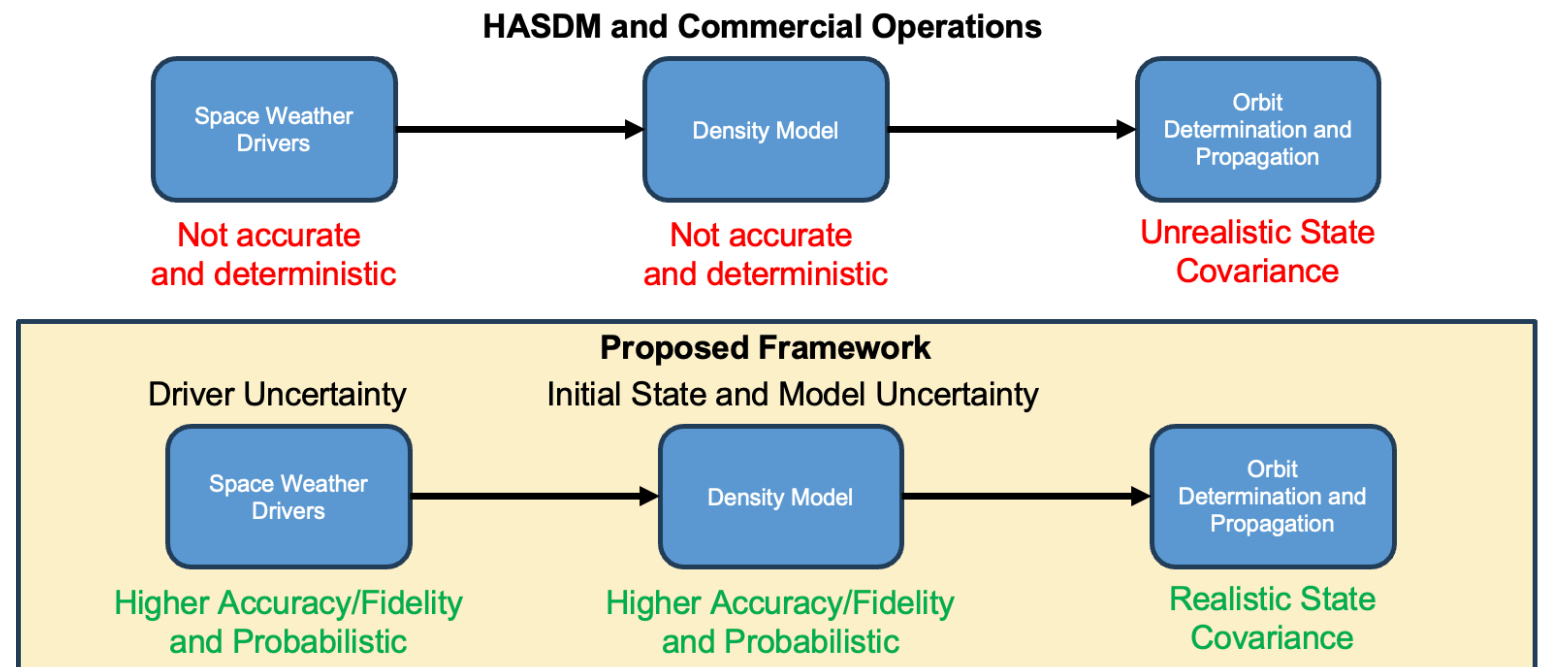 HASDM and Commercial Operations
Space Weather
Drivers
Density Model
Orbit
Determination and
Propagation
Not accurate
and deterministic
Not accurate
and deterministic
Unrealistic State
Covariance
Proposed Framework
Driver Uncertainty
Initial State and Model Uncertainty
Space Weather
Drivers
Density Model
Orbit
Determination and
Propagation
Higher Accuracy/Fidelity
and Probabilistic
Higher Accuracy/Fidelity
and Probabilistic
Realistic State
Covariance